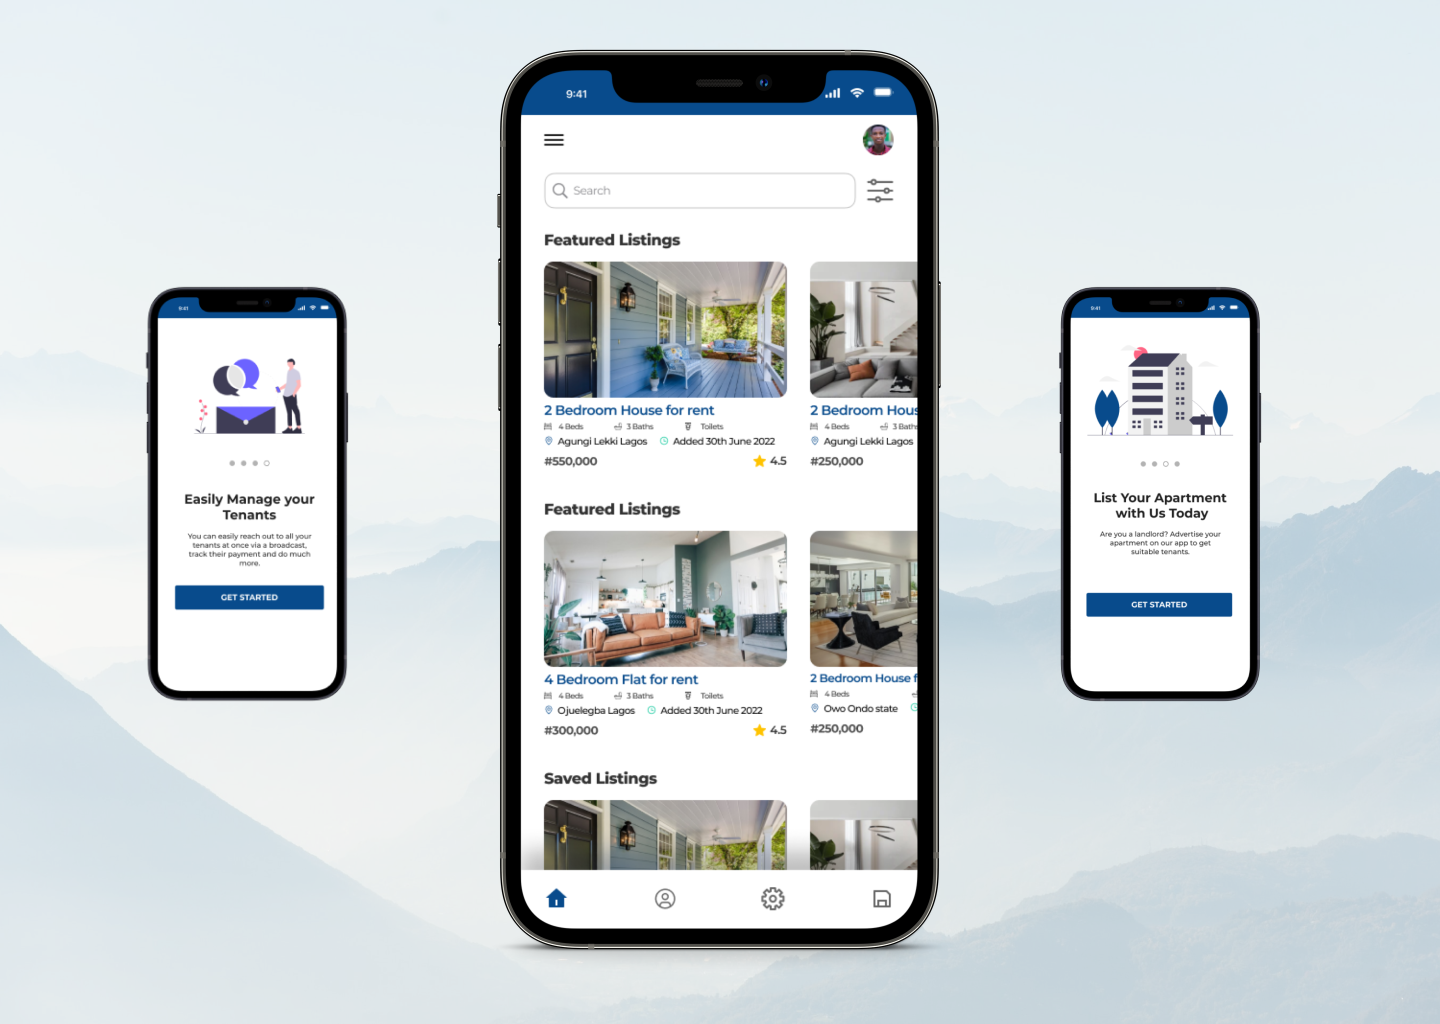 9:41
Easily Manage your
Tenants
You can easily reach out to all your
tenants at once via a broadcast,
track their payment and do much
more.
GET STARTED
9:41
Search
Featured Listings
2 Bedroom House for rent
4 Beds 3 Baths Toilets
Agungi Lekki Lagos Added 30th June 2022
#550,000 4.5
2 Bedroom Hous
4 Beds 3 Baths
Agungi Lekki Lagos
#250,000
Featured Listings
4 Bedroom Flat for rent
4 Beds 3 Baths Toilets
Ojuelegba Lagos Added 30th June 2022
#300,000 4.5
2 Bedroom House f
4 Beds
Owo Ondo state
#250,000
Saved Listings
9:41
List Your Apartment
with Us Today
Are you a landlord? Advertise your
apartment on our app to get
suitable tenants.
GET STARTED